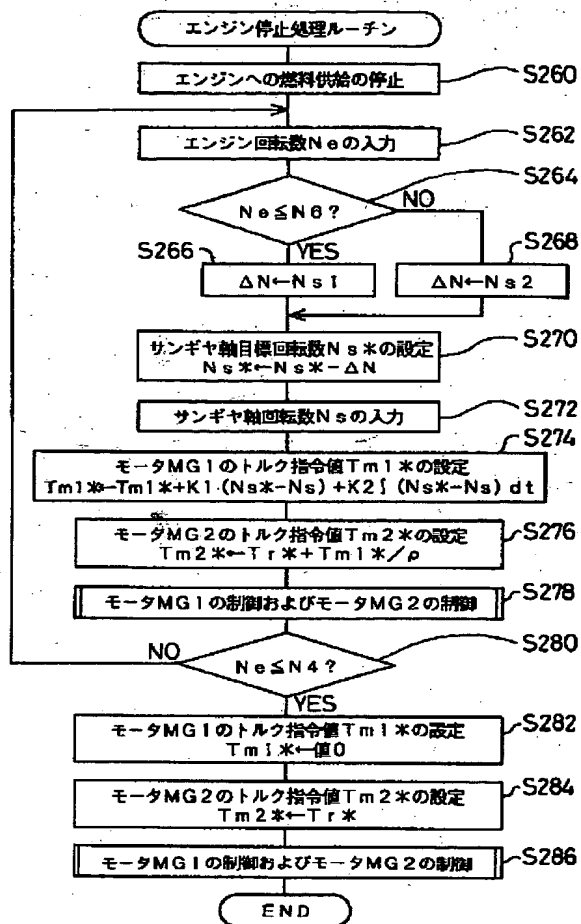 エンジン停止処理ルーチン
エンジンへの燃料供給の停止
S260
エンジン回転数Neの入力
S262
S264
Ne≦N6?
NO
YES
S266
ΔN←Ns1
S268
ΔN←Ns2
サンギヤ軸目標回転数Ns*の設定
Ns*←Ns*-ΔN
S270
サンギヤ軸回転数Nsの入力
S272
S274
モータMG1のトルク指令値Tm1*の設定
Tm1*←Tm1*+K1・(Ns*-Ns)+K2∫(Ns*-Ns)dt
モータMG2のトルク指令値Tm2*の設定
Tm2*←Tr*+Tm1*/ρ
S276
モータMG1の制御およびモータMG2の制御
S278
S280
NO
Ne≦N4?
YES
モータMG1のトルク指令値Tm1*の設定
Tm1*←値0
S282
モータMG2のトルク指令値Tm2*の設定
Tm2*←Tr*
S284
モータMG1の制御およびモータMG2の制御
S286
END